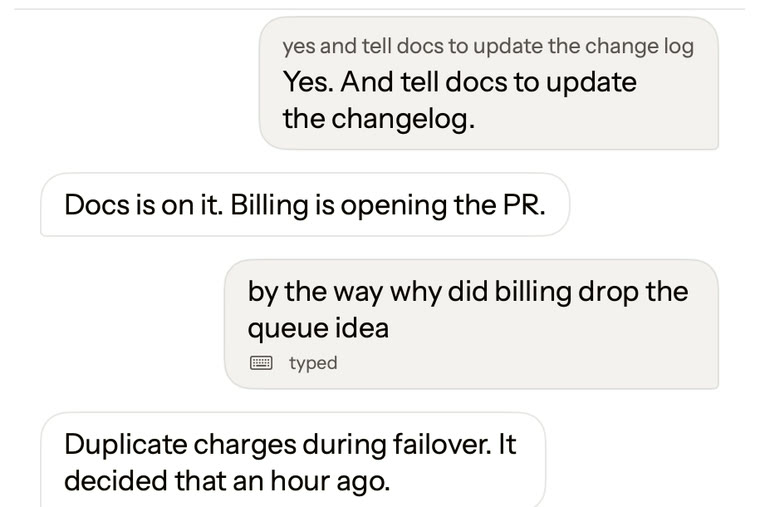 yes and tell docs to update the change log
Yes. And tell docs to update
the changelog.
Docs is on it. Billing is opening the PR.
by the way why did billing drop the
queue idea
typed
Duplicate charges during failover. It
decided that an hour ago.